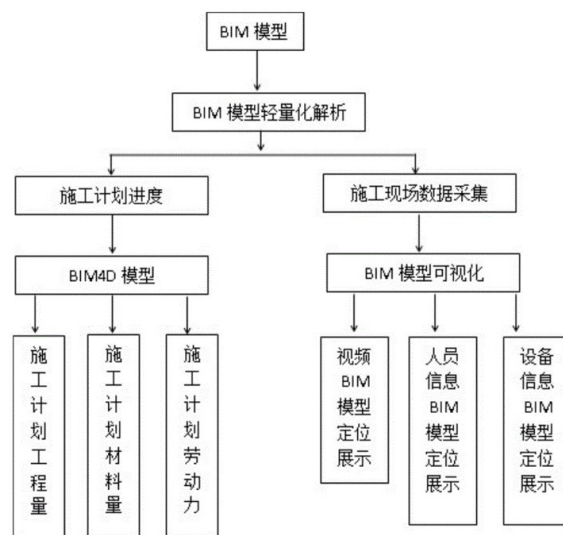 BIM 模型
BIM 模型轻量化解析
施工计划进度
施工现场数据采集
BIM4D 模型
BIM 模型可视化
施工计划工程量
施工计划材料量
施工计划劳动力
视频
BIM
模型
定位
展示
人员
信息
BIM
模型
定位
展示
设备
信息
BIM
模型
定位
展示